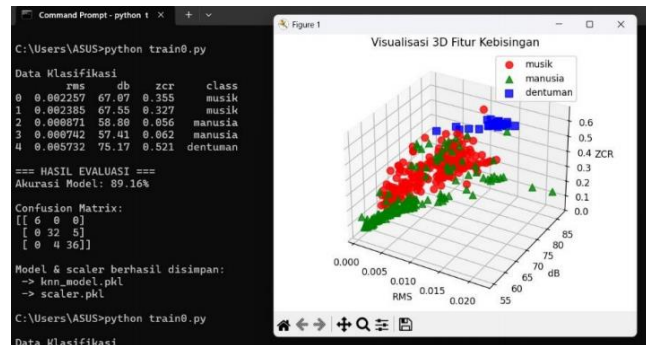 Command Prompt - python t
C:\Users\ASUS>python train0.py
Data Klasifikasi
rms db zcr class
0 0.002257 67.07 0.355 musik
1 0.002385 67.55 0.327 musik
2 0.000871 58.80 0.056 manusia
3 0.000742 57.41 0.062 manusia
4 0.005732 75.17 0.521 dentuman
=== HASIL EVALUASI ===
Akurasi Model: 89.16%
Confusion Matrix:
[[ 6 0 0]
[ 0 32 5]
[ 0 4 36]]
Model & scaler berhasil disimpan:
-> knn_model.pkl
-> scaler.pkl
C:\Users\ASUS>python train0.py
Data Klasifikasi
Figure 1
Visualisasi 3D Fitur Kebisingan
musik
manusia
dentuman
0.6
0.5
0.4
0.3
0.2
0.1
0.0
ZCR
85
80
75
70
65
60
55
dB
0.000
0.005
0.010
0.015
0.020
RMS